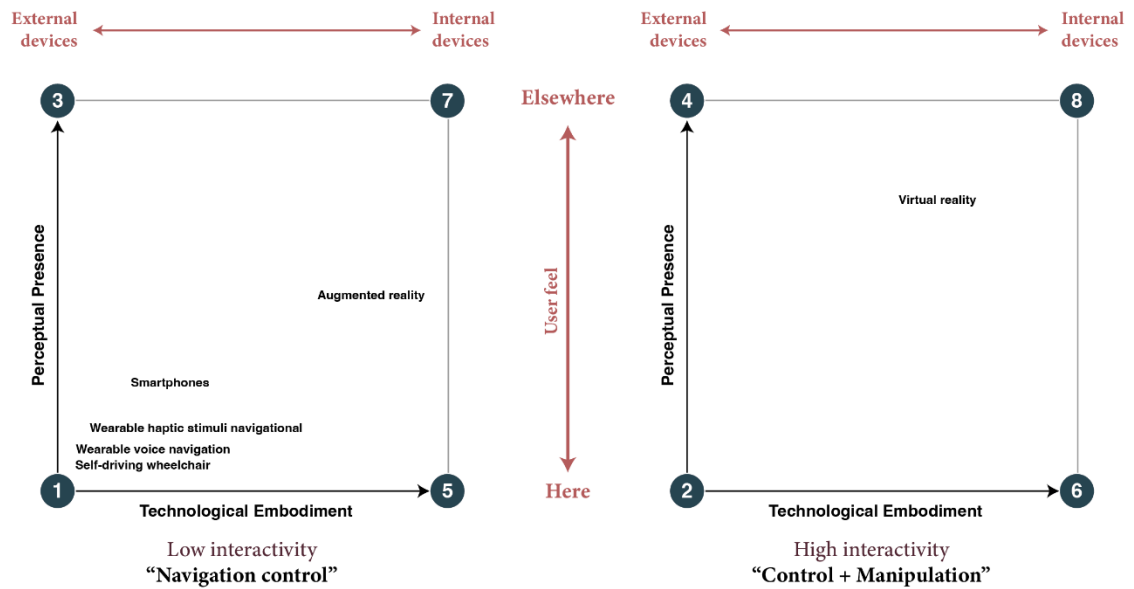 External
devices
Internal
devices
3
7
Perceptual Presence
Augmented reality
Smartphones
Wearable haptic stimuli navigational
Wearable voice navigation
Self-driving wheelchair
1
5
Technological Embodiment
Low interactivity
“Navigation control”
Elsewhere
User feel
Here
External
devices
Internal
devices
4
8
Perceptual Presence
Virtual reality
2
6
Technological Embodiment
High interactivity
“Control + Manipulation”